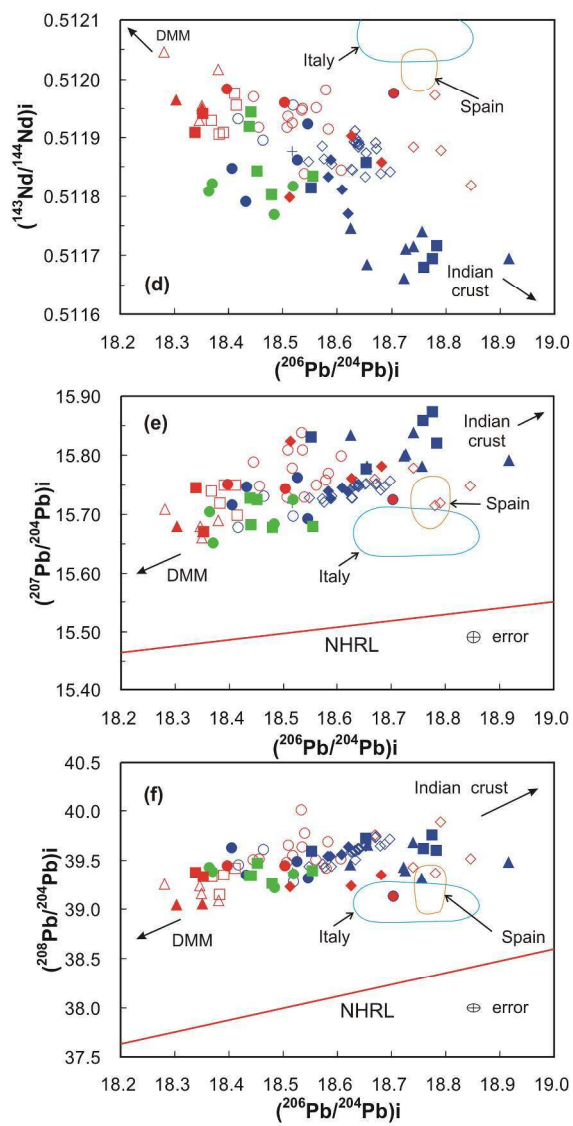 0.5121
DMM
Italy
0.5120
Spain
0.5119
(¹⁴³Nd/¹⁴⁴Nd)i
0.5118
0.5117
(d)
Indian
crust
0.5116
18.2 18.3 18.4 18.5 18.6 18.7 18.8 18.9 19.0
(²⁰⁶Pb/²⁰⁴Pb)i
15.90
(e)
Indian
crust
15.80
(²⁰⁷Pb/²⁰⁴Pb)i
15.70
Spain
DMM
Italy
15.60
15.50
NHRL
error
15.40
18.2 18.3 18.4 18.5 18.6 18.7 18.8 18.9 19.0
(²⁰⁶Pb/²⁰⁴Pb)i
40.5
(f)
Indian crust
40.0
39.5
(²⁰⁸Pb/²⁰⁴Pb)i
39.0
DMM
Italy
Spain
38.5
NHRL
38.0
error
37.5
18.2 18.3 18.4 18.5 18.6 18.7 18.8 18.9 19.0
(²⁰⁶Pb/²⁰⁴Pb)i